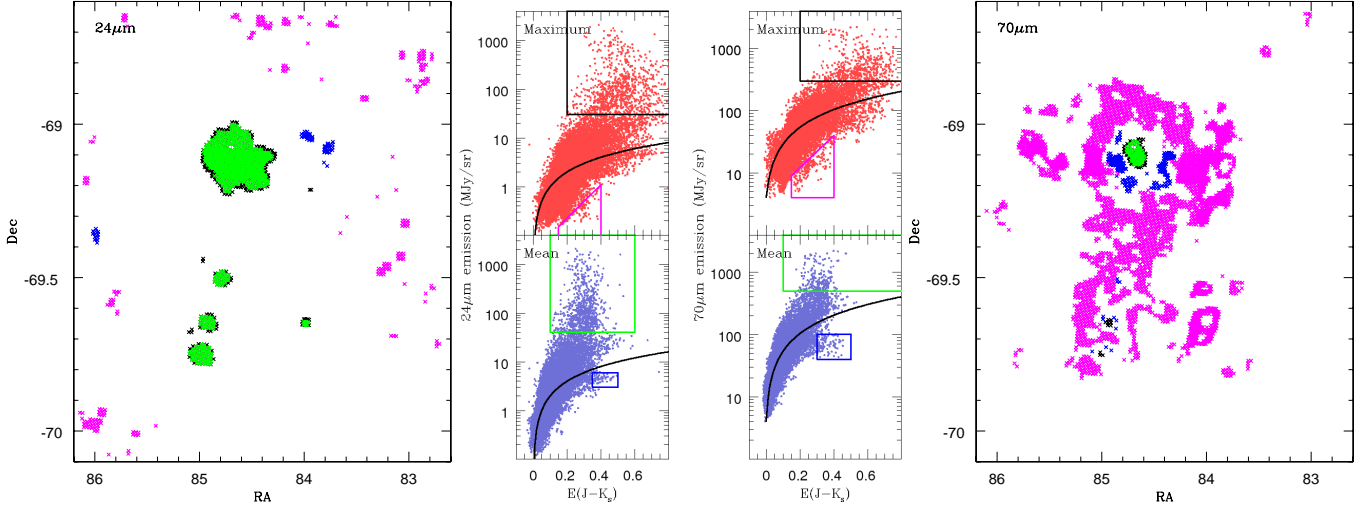 24μm
Dec
-69
-69.5
-70
86
85
84
83
RA
Maximum
1000
100
10
1
Mean
1000
100
10
1
24μm emission (MJy/sr)
0
0.2
0.4
0.6
E(J−Ks)
Maximum
1000
100
10
Mean
1000
100
10
70μm emission (MJy/sr)
0
0.2
0.4
0.6
E(J−Ks)
70μm
Dec
-69
-69.5
-70
86
85
84
83
RA